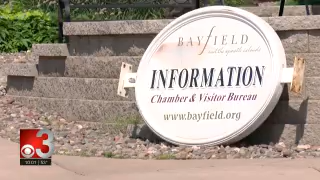 BAYFIELD
INFORMATION
Chamber & Visitor Bureau
www.bayfield.org
3